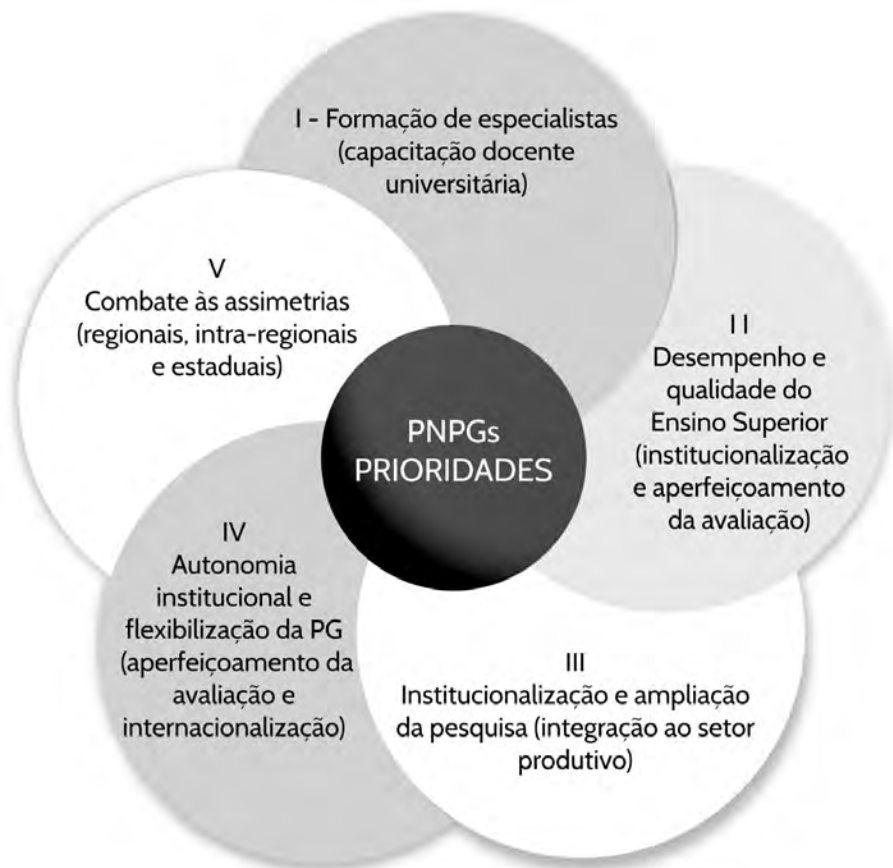 I - Formação de especialistas
(capacitação docente
universitária)
I I
Desempenho e
qualidade do
Ensino Superior
(institucionalização
e aperfeiçoamento
da avaliação)
III
Institucionalização e ampliação
da pesquisa (integração ao setor
produtivo)
IV
Autonomia
institucional e
flexibilização da PG
(aperfeiçoamento da
avaliação e
internacionalização)
V
Combate às assimetrias
(regionais, intra-regionais
e estaduais)
PNPGs
PRIORIDADES